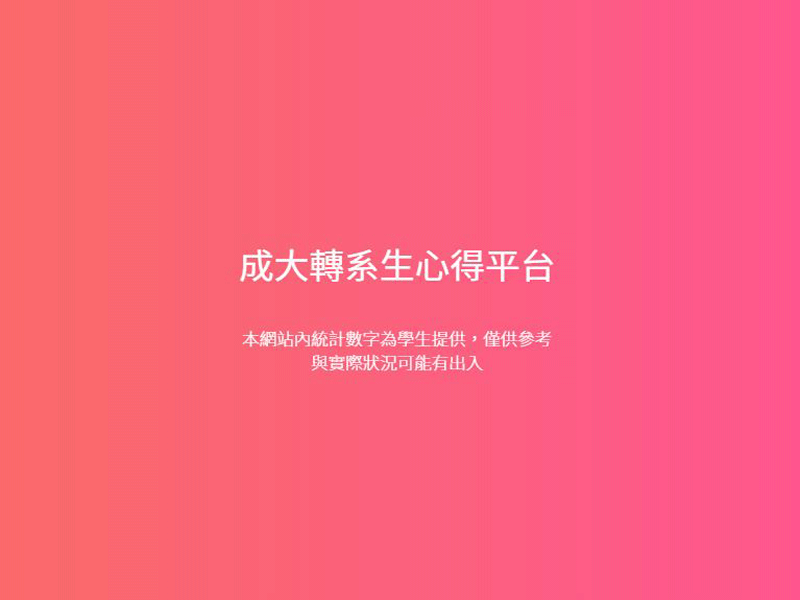 成大轉系生心得平台
本網站內統計數字為學生提供，僅供參考
與實際狀況可能有出入